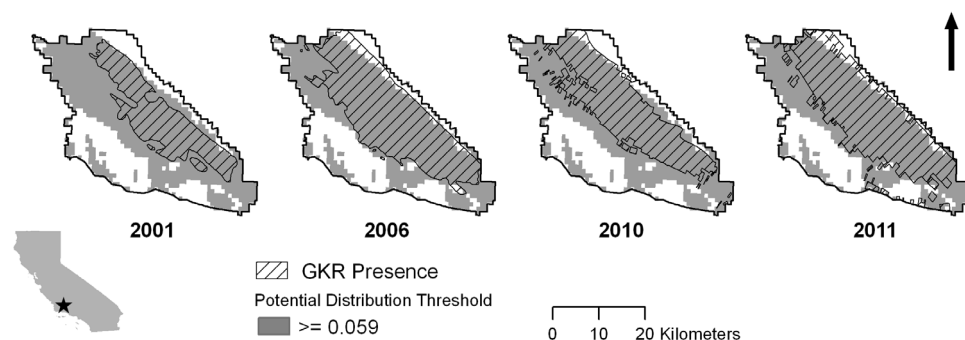 2001
2006
2010
2011
GKR Presence
Potential Distribution Threshold
>= 0.059
0 10 20 Kilometers